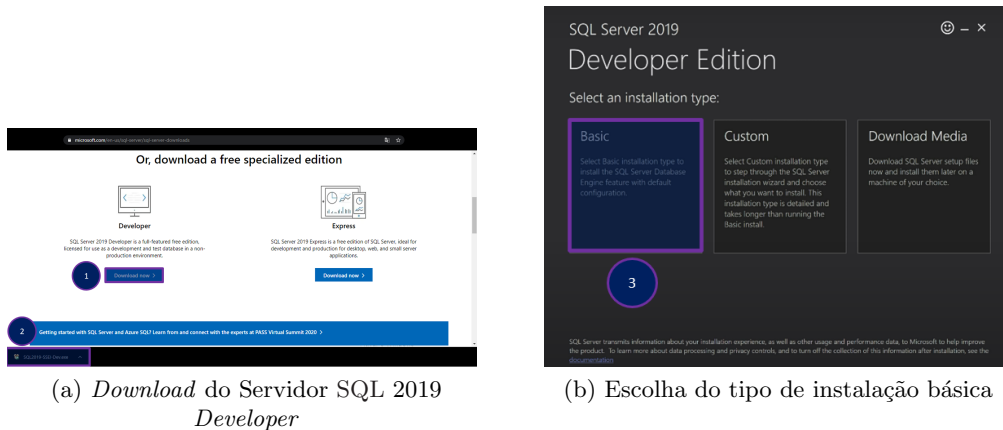 microsoft.com/en-us/sql-server/sql-server-downloads
Or, download a free specialized edition
Developer
SQL Server 2019 Developer is a full-featured free edition,
licensed for use as a development and test database in a non-
production environment.
1
Download now >
Express
SQL Server 2019 Express is a free edition of SQL Server, ideal for
development and production for desktop, web, and small server
applications.
Download now >
2
Getting started with SQL Server and Azure SQL? Learn from and connect with the experts at PASS Virtual Summit 2020 >
(a) Download do Servidor SQL 2019
Developer
SQL Server 2019
Developer Edition
Select an installation type:
Basic
Select Basic installation type to
install the SQL Server Database
Engine feature with default
configuration.
Custom
Select Custom installation type
to step through the SQL Server
installation wizard and choose
what you want to install. This
installation type is detailed and
takes longer than running the
Basic install.
Download Media
Download SQL Server setup files
now and install them later on a
machine of your choice.
3
SQL Server transmits information about your installation experience, as well as other usage and performance data, to Microsoft to help improve
the product. To learn more about data processing and privacy controls, and to turn off the collection of this information after installation, see the
documentation
(b) Escolha do tipo de instalação básica